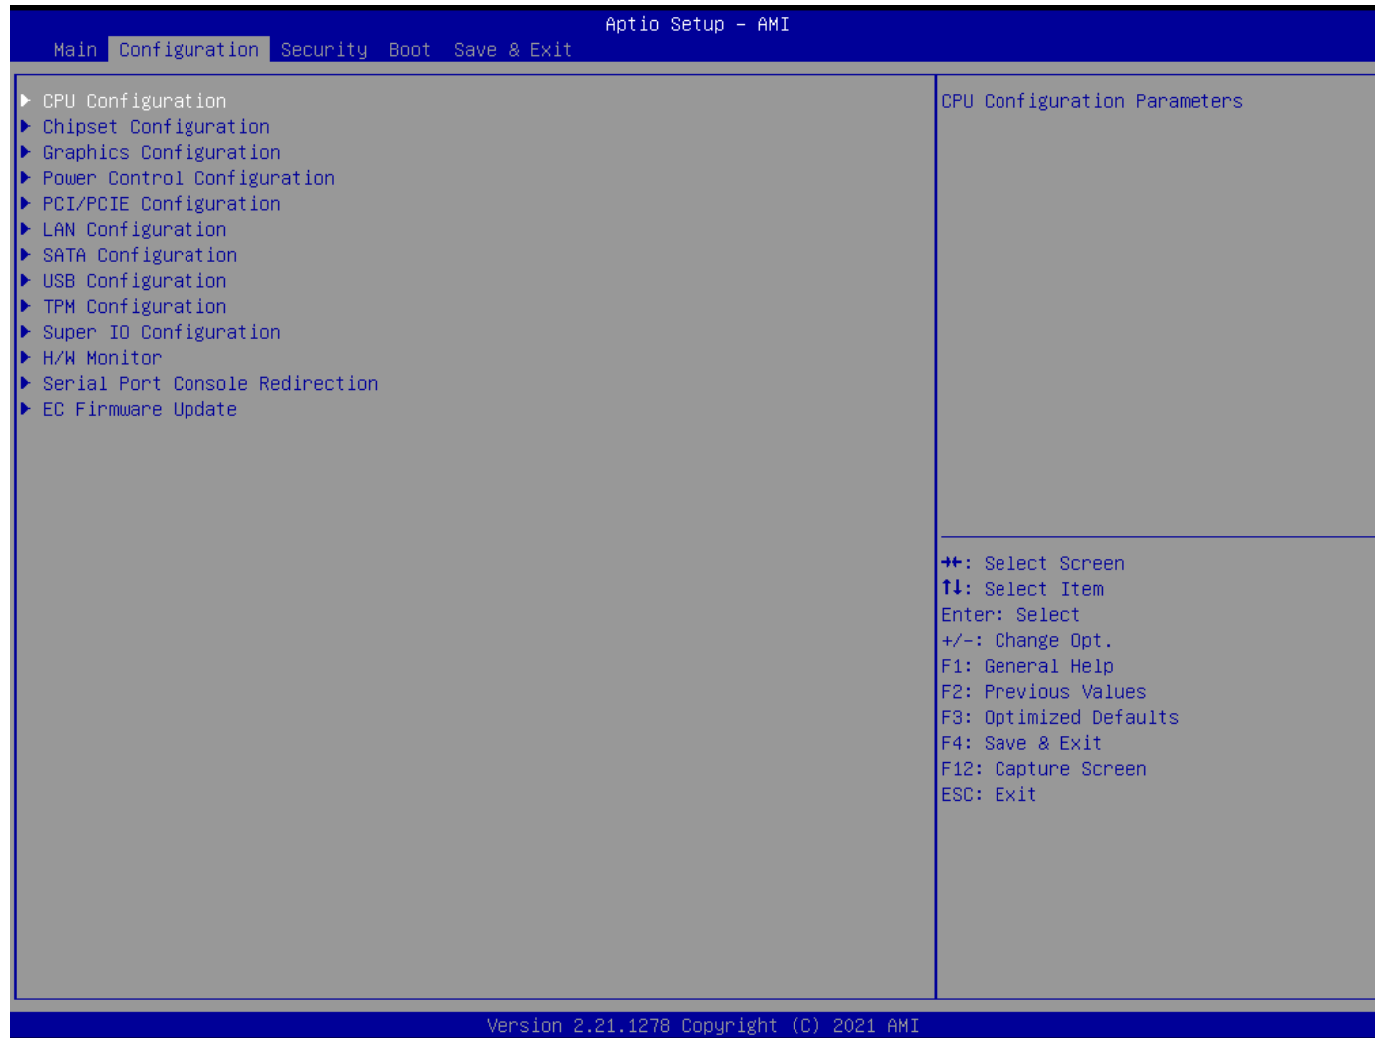 Aptio Setup – AMI
Main Configuration Security Boot Save & Exit
▶ CPU Configuration
▶ Chipset Configuration
▶ Graphics Configuration
▶ Power Control Configuration
▶ PCI/PCIE Configuration
▶ LAN Configuration
▶ SATA Configuration
▶ USB Configuration
▶ TPM Configuration
▶ Super IO Configuration
▶ H/W Monitor
▶ Serial Port Console Redirection
▶ EC Firmware Update
CPU Configuration Parameters
→←: Select Screen
↑↓: Select Item
Enter: Select
+/-: Change Opt.
F1: General Help
F2: Previous Values
F3: Optimized Defaults
F4: Save & Exit
F12: Capture Screen
ESC: Exit
Version 2.21.1278 Copyright (C) 2021 AMI